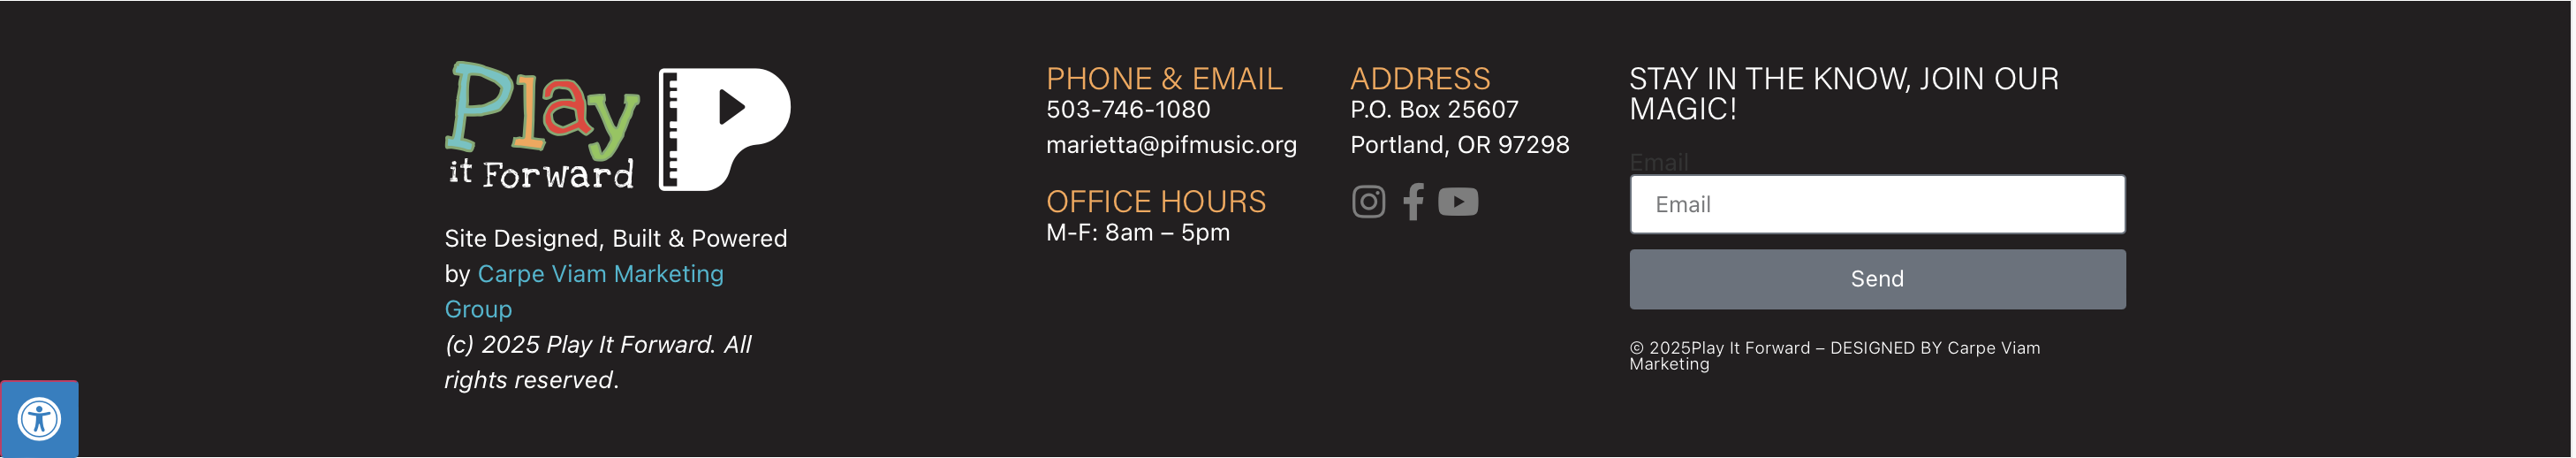 Play
it Forward
Site Designed, Built & Powered
by Carpe Viam Marketing
Group
(c) 2025 Play It Forward. All
rights reserved.
PHONE & EMAIL
503-746-1080
marietta@pifmusic.org
OFFICE HOURS
M-F: 8am – 5pm
ADDRESS
P.O. Box 25607
Portland, OR 97298
STAY IN THE KNOW, JOIN OUR
MAGIC!
Email
Email
Send
© 2025Play It Forward – DESIGNED BY Carpe Viam
Marketing